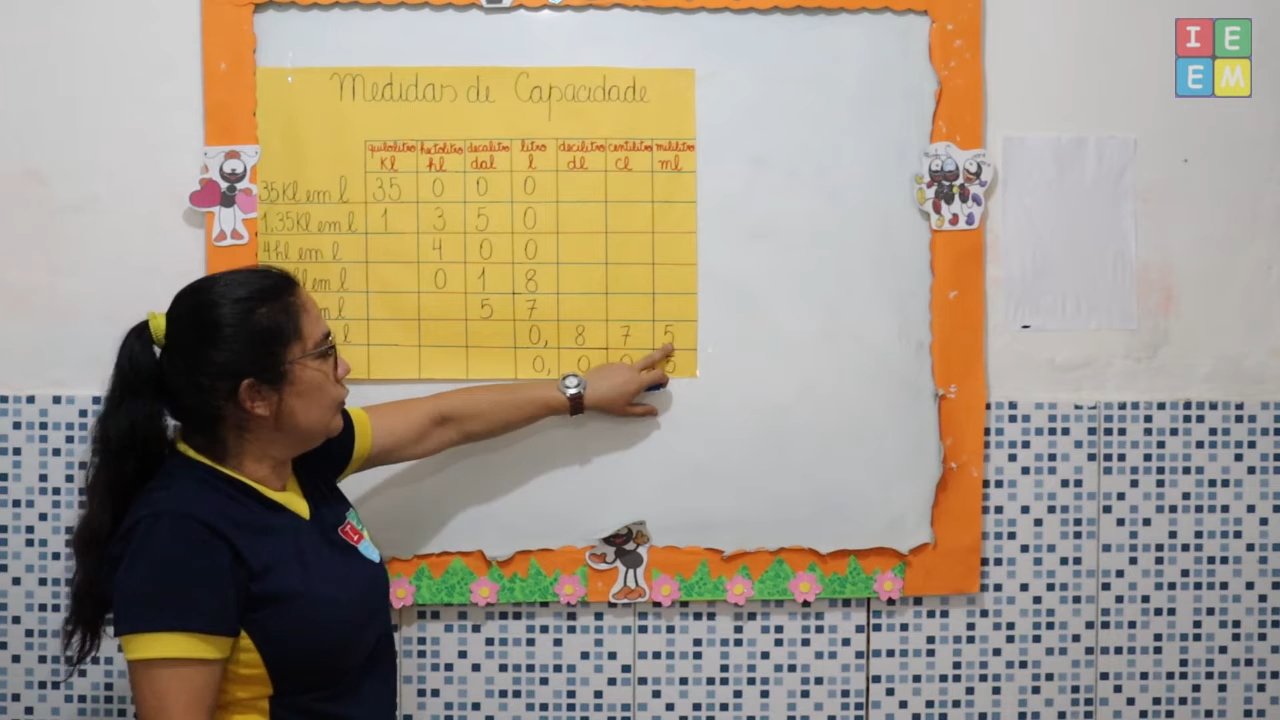 I E
E M
Medidas de Capacidade
quilolitro hectolitro decalitro litro decilitro centilitro mililitro
Kl hl dal l dl cl ml
35Kl em l 35 0 0 0
1,35Kl em l 1 3 5 0
4hl em l 4 0 0
l em l 0 1 8
l 5 7
l 0, 8 7 5
0, 0